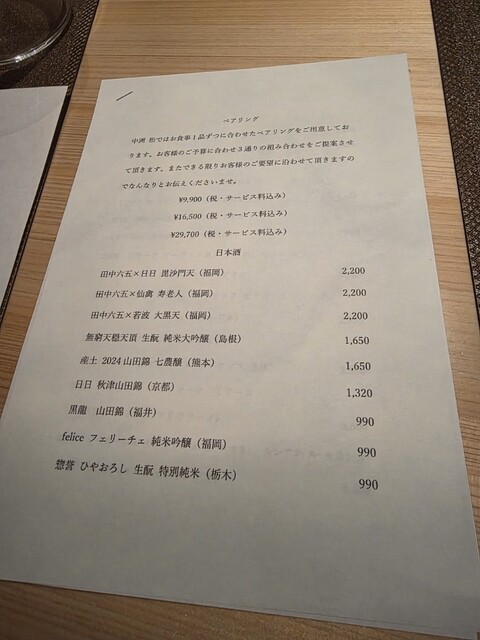 ペアリング
中洲 松ではお食事1品ずつに合わせたペアリングをご用意してお
ります。お客様のご予算に合わせ3通りの組み合わせをご提案させ
て頂きます。またできる限りお客様のご要望に沿わせて頂きますの
でなんなりとお伝えくださいませ。
¥9,900（税・サービス料込み）
¥16,500（税・サービス料込み）
¥29,700（税・サービス料込み）
日本酒
田中六五×日日 毘沙門天（福岡） 2,200
田中六五×仙禽 寿老人（福岡） 2,200
田中六五×若波 大黒天（福岡） 2,200
無窮天穏天頂 生酛 純米大吟醸（島根） 1,650
産土 2024山田錦 七農醸（熊本） 1,650
日日 秋津山田錦（京都） 1,320
黒龍 山田錦（福井） 990
felice フェリーチェ 純米吟醸（福岡） 990
惣誉 ひやおろし 生酛 特別純米（栃木） 990